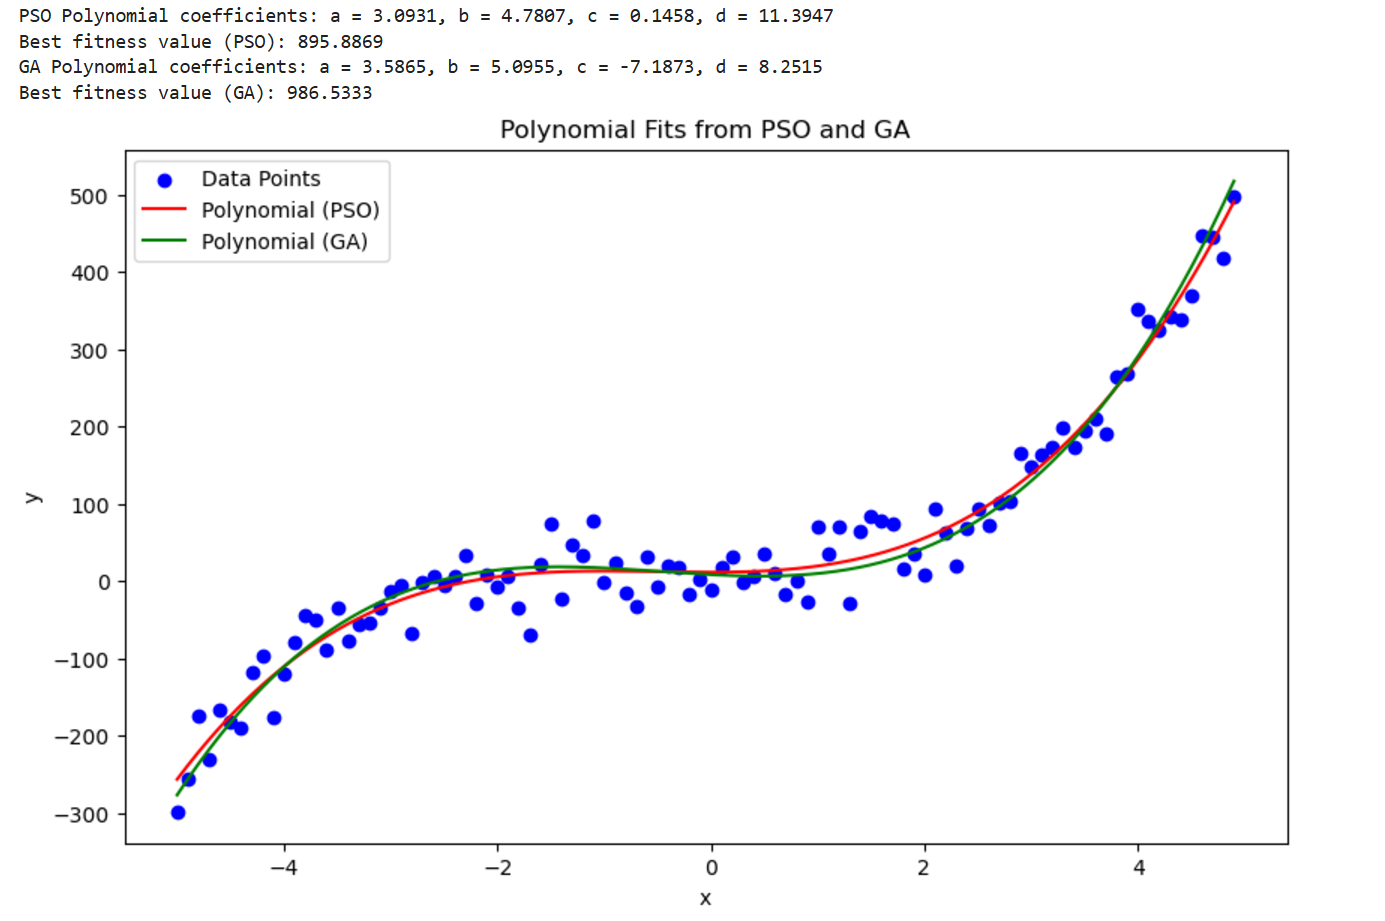 PSO Polynomial coefficients: a = 3.0931, b = 4.7807, c = 0.1458, d = 11.3947
Best fitness value (PSO): 895.8869
GA Polynomial coefficients: a = 3.5865, b = 5.0955, c = -7.1873, d = 8.2515
Best fitness value (GA): 986.5333
Polynomial Fits from PSO and GA
Data Points
Polynomial (PSO)
Polynomial (GA)
500
400
300
200
100
0
−100
−200
−300
y
−4
−2
0
2
4
x